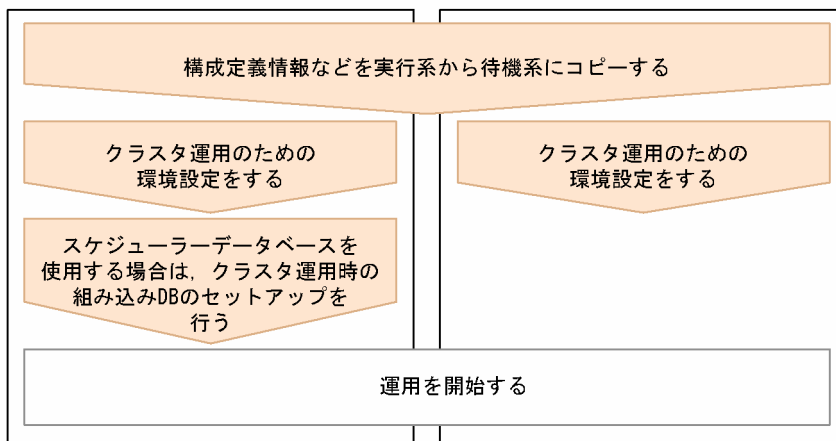 構成定義情報などを実行系から待機系にコピーする
クラスタ運用のための
環境設定をする
クラスタ運用のための
環境設定をする
スケジューラーデータベースを
使用する場合は，クラスタ運用時の
組み込みDBのセットアップを
行う
運用を開始する